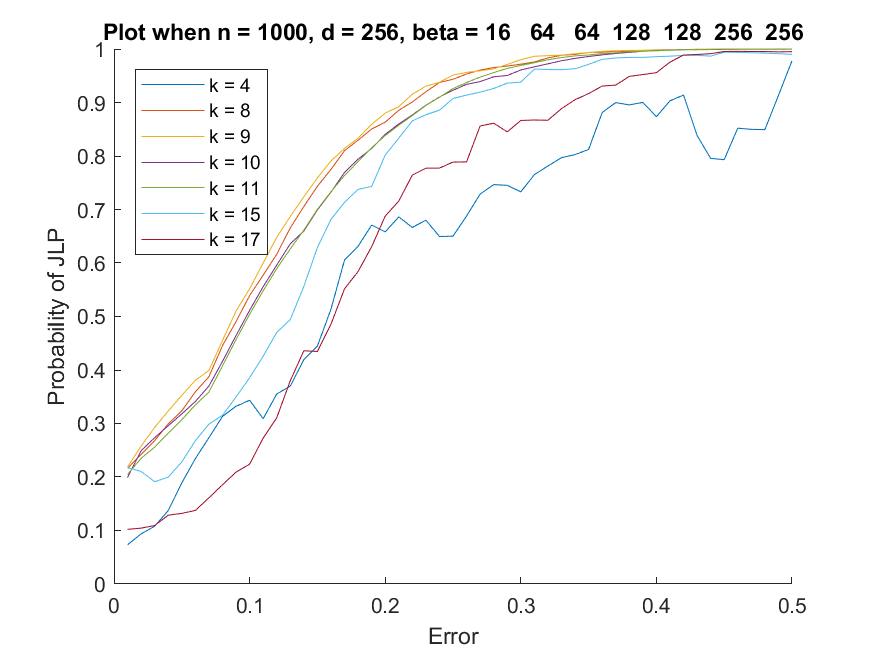 Plot when n = 1000, d = 256, beta = 16 64 64 128 128 256 256
1
0.9
0.8
0.7
0.6
0.5
0.4
0.3
0.2
0.1
0
Probability of JLP
k = 4
k = 8
k = 9
k = 10
k = 11
k = 15
k = 17
0 0.1 0.2 0.3 0.4 0.5
Error